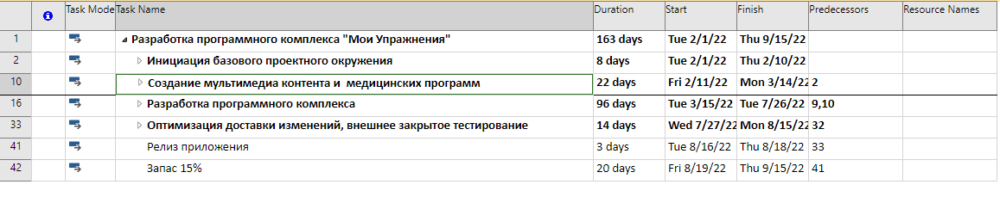 Task Mode Task Name Duration Start Finish Predecessors Resource Names
1 Разработка программного комплекса "Мои Упражнения" 163 days Tue 2/1/22 Thu 9/15/22
2 Инициация базового проектного окружения 8 days Tue 2/1/22 Thu 2/10/22
10 Создание мультимедиа контента и медицинских программ 22 days Fri 2/11/22 Mon 3/14/22 2
16 Разработка программного комплекса 96 days Tue 3/15/22 Tue 7/26/22 9,10
33 Оптимизация доставки изменений, внешнее закрытое тестирование 14 days Wed 7/27/22 Mon 8/15/22 32
41 Релиз приложения 3 days Tue 8/16/22 Thu 8/18/22 33
42 Запас 15% 20 days Fri 8/19/22 Thu 9/15/22 41